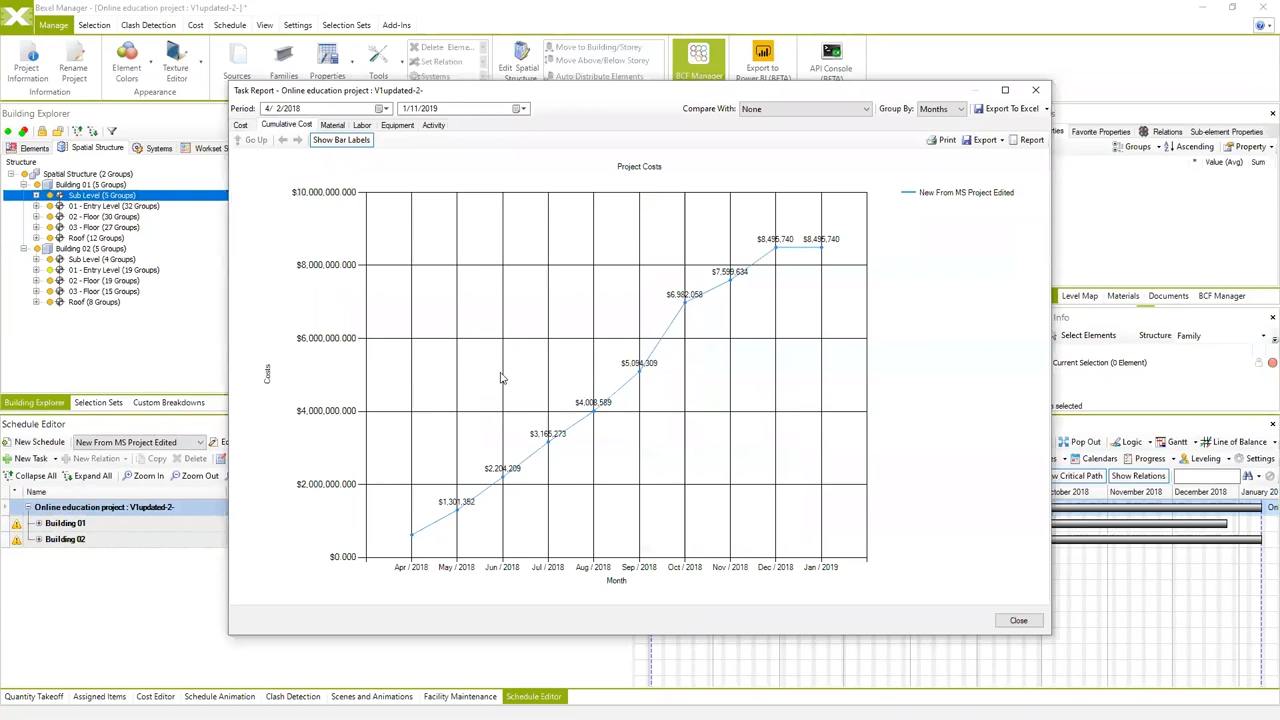 Bexel Manager - [Online education project : V1updated-2-] *
Manage Selection Clash Detection Cost Schedule View Settings Selection Sets Add-Ins
Project Information Rename Project Element Colors Texture Editor Sources Families Properties Tools Delete Eleme... Set Relation Systems Edit Spatial Structure Move to Building/Storey Move Above/Below Storey Auto Distribute Elements BCF Manager Export to Power BI (BETA) API Console (BETA)
Information Appearance
Task Report - Online education project : V1updated-2-
Period: 4/ 2/2018 1/11/2019 Compare With: None Group By: Months Export To Excel
Cost Cumulative Cost Material Labor Equipment Activity
Go Up Show Bar Labels Print Export Report
Building Explorer
Elements Spatial Structure Systems Workset
Structure
Spatial Structure (2 Groups)
Building 01 (5 Groups)
Sub Level (5 Groups)
01 - Entry Level (32 Groups)
02 - Floor (30 Groups)
03 - Floor (27 Groups)
Roof (12 Groups)
Building 02 (5 Groups)
Sub Level (4 Groups)
01 - Entry Level (19 Groups)
02 - Floor (19 Groups)
03 - Floor (15 Groups)
Roof (8 Groups)
Building Explorer Selection Sets Custom Breakdowns
Project Costs
New From MS Project Edited
$10,000,000.000
$8,000,000.000
$6,000,000.000
$4,000,000.000
$2,000,000.000
$0.000
Costs
$1,301,352
$2,204,209
$3,165,273
$4,008,589
$5,094,309
$6,982,058
$7,599,634
$8,495,740
$8,495,740
Apr / 2018 May / 2018 Jun / 2018 Jul / 2018 Aug / 2018 Sep / 2018 Oct / 2018 Nov / 2018 Dec / 2018 Jan / 2019
Month
Close
Favorite Properties Relations Sub-element Properties
Groups Ascending Property
Value (Avg) Sum
Level Map Materials Documents BCF Manager
Info
Select Elements Structure Family
Current Selection (0 Element)
selected
Schedule Editor
New Schedule New From MS Project Edited
New Task New Relation Copy Delete
Collapse All Expand All Zoom In Zoom Out
Name
Online education project : V1updated-2-
Building 01
Building 02
Pop Out Logic Gantt Line of Balance
Calendars Progress Leveling Settings
Critical Path Show Relations
2018 November 2018 December 2018 January 20
On
Quantity Takeoff Assigned Items Cost Editor Schedule Animation Clash Detection Scenes and Animations Facility Maintenance Schedule Editor